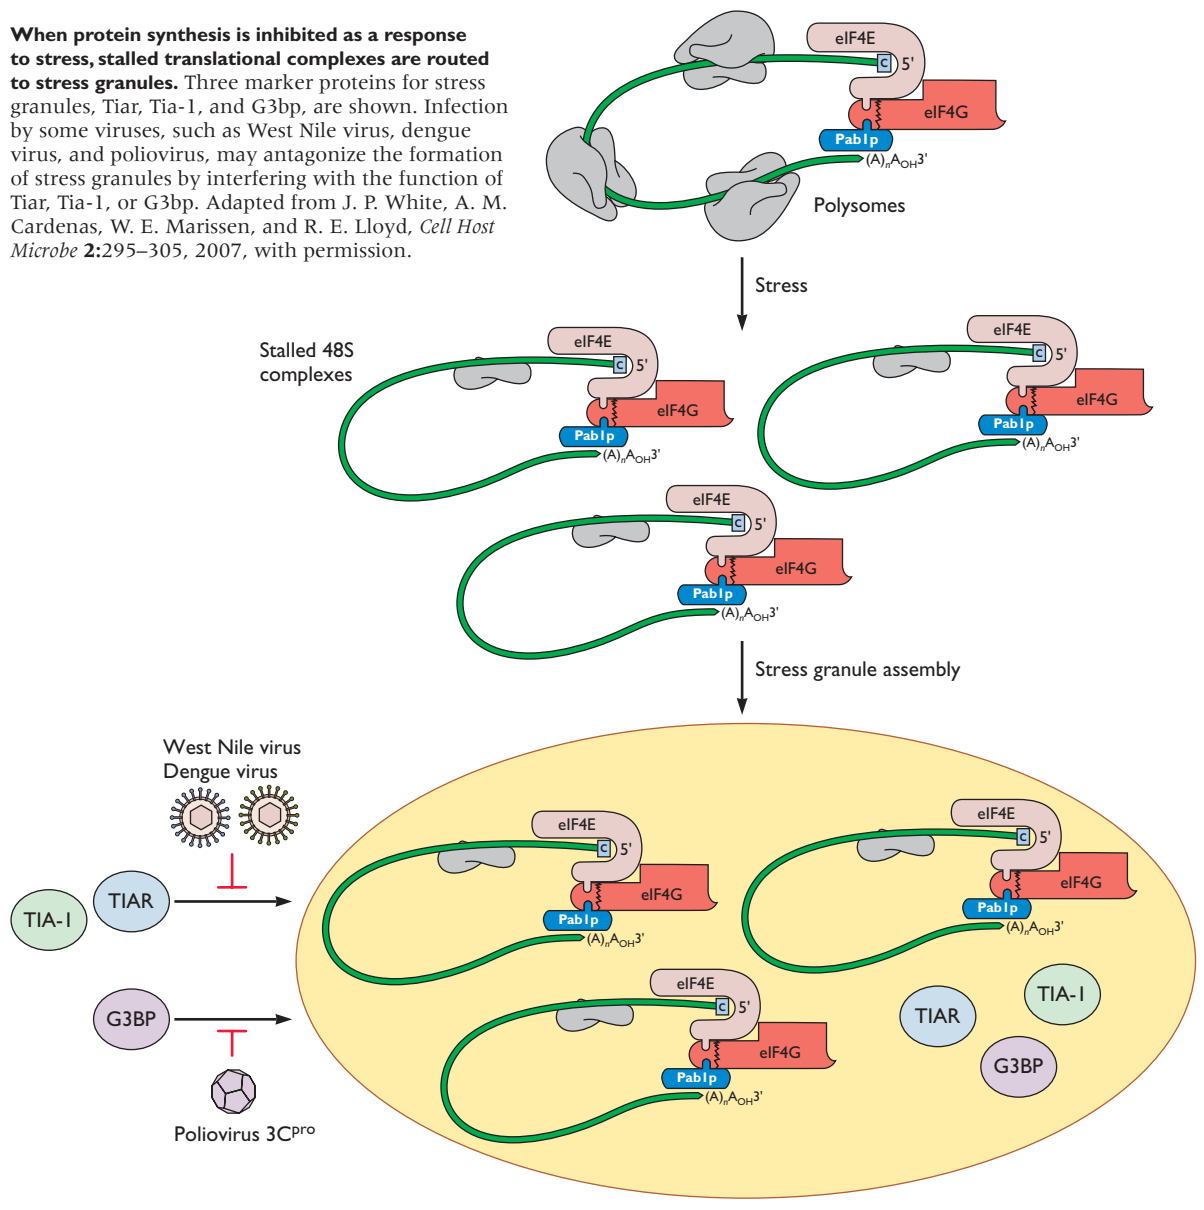 When protein synthesis is inhibited as a response
to stress, stalled translational complexes are routed
to stress granules. Three marker proteins for stress
granules, Tiar, Tia-1, and G3bp, are shown. Infection
by some viruses, such as West Nile virus, dengue
virus, and poliovirus, may antagonize the formation
of stress granules by interfering with the function of
Tiar, Tia-1, or G3bp. Adapted from J. P. White, A. M.
Cardenas, W. E. Marissen, and R. E. Lloyd, Cell Host
Microbe 2:295–305, 2007, with permission.
eIF4E
C 5'
eIF4G
Pab1p
(A)nAOH3'
Polysomes
Stress
Stalled 48S
complexes
eIF4E
C 5'
eIF4G
Pab1p
(A)nAOH3'
eIF4E
C 5'
eIF4G
Pab1p
(A)nAOH3'
eIF4E
C 5'
eIF4G
Pab1p
(A)nAOH3'
Stress granule assembly
West Nile virus
Dengue virus
TIA-1
TIAR
G3BP
Poliovirus 3Cpro
eIF4E
C 5'
eIF4G
Pab1p
(A)nAOH3'
eIF4E
C 5'
eIF4G
Pab1p
(A)nAOH3'
eIF4E
C 5'
eIF4G
Pab1p
(A)nAOH3'
TIAR
TIA-1
G3BP